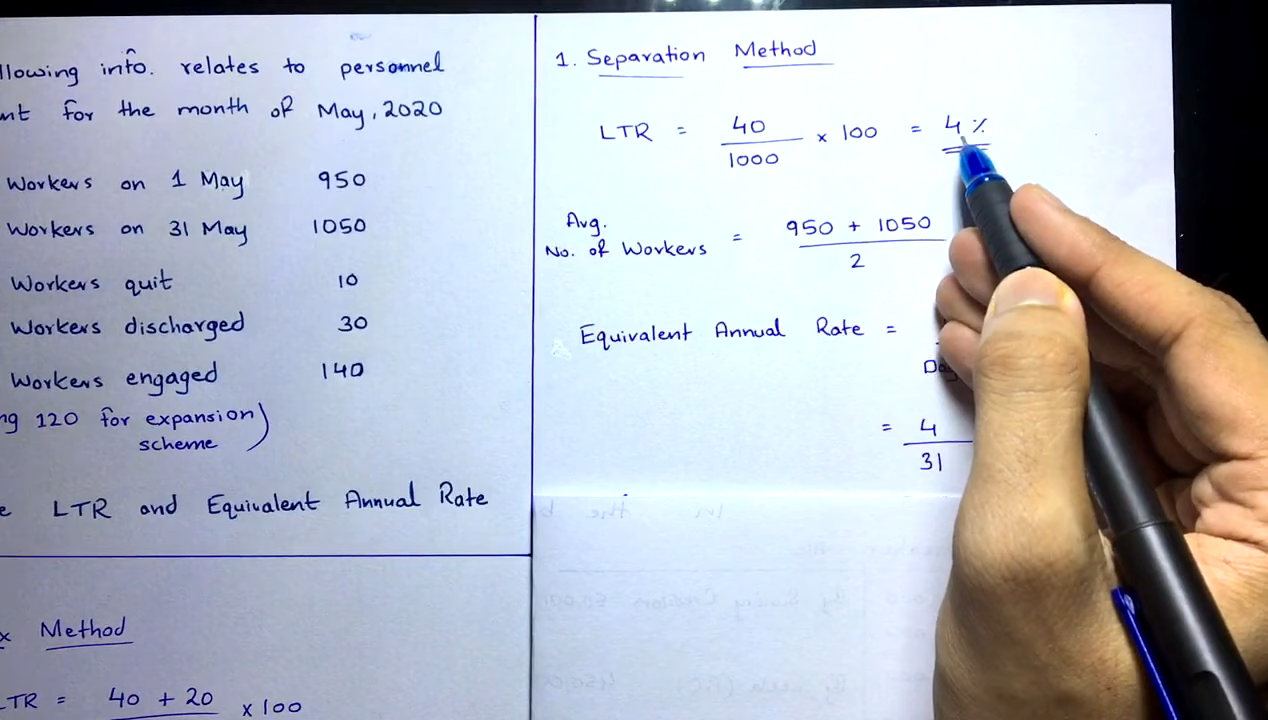 llowing info. relates to personnel
nt for the month of May, 2020
Workers on 1 May 950
Workers on 31 May 1050
Workers quit 10
Workers discharged 30
Workers engaged 140
ng 120 for expansion
scheme)
e LTR and Equivalent Annual Rate
x Method
LTR = 40 + 20 x 100
1. Separation Method
LTR = 40 / 1000 x 100 = 4 %
Avg.
No. of Workers = 950 + 1050 / 2
Equivalent Annual Rate =
= 4 / 31